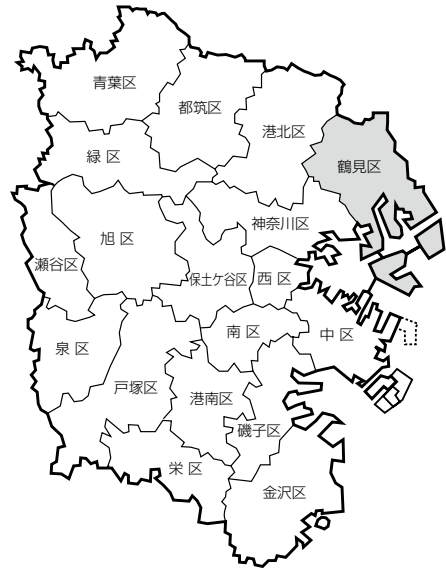 青葉区
都筑区
港北区
緑 区
鶴見区
神奈川区
旭 区
瀬谷区
保土ケ谷区
西 区
南 区
中 区
泉 区
戸塚区
港南区
磯子区
栄 区
金沢区